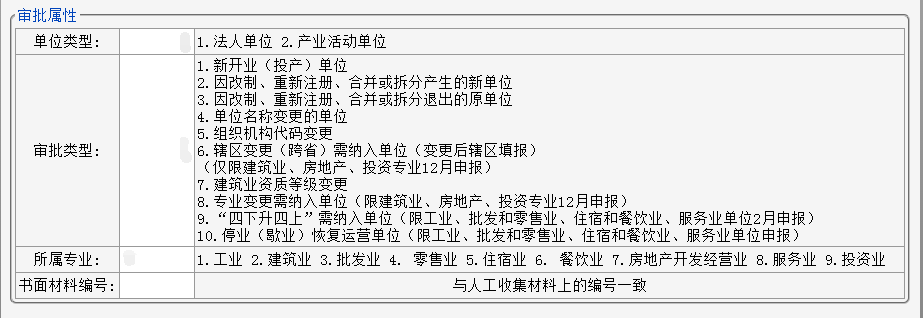 审批属性
单位类型: 1.法人单位 2.产业活动单位
审批类型:
1.新开业（投产）单位
2.因改制、重新注册、合并或拆分产生的新单位
3.因改制、重新注册、合并或拆分退出的原单位
4.单位名称变更的单位
5.组织机构代码变更
6.辖区变更（跨省）需纳入单位（变更后辖区填报）
（仅限建筑业、房地产、投资专业12月申报）
7.建筑业资质等级变更
8.专业变更需纳入单位（限建筑业、房地产、投资专业12月申报）
9.“四下升四上”需纳入单位（限工业、批发和零售业、住宿和餐饮业、服务业单位2月申报）
10.停业（歇业）恢复运营单位（限工业、批发和零售业、住宿和餐饮业、服务业单位申报）
所属专业: 1.工业 2.建筑业 3.批发业 4. 零售业 5.住宿业 6. 餐饮业 7.房地产开发经营业 8.服务业 9.投资业
书面材料编号: 与人工收集材料上的编号一致